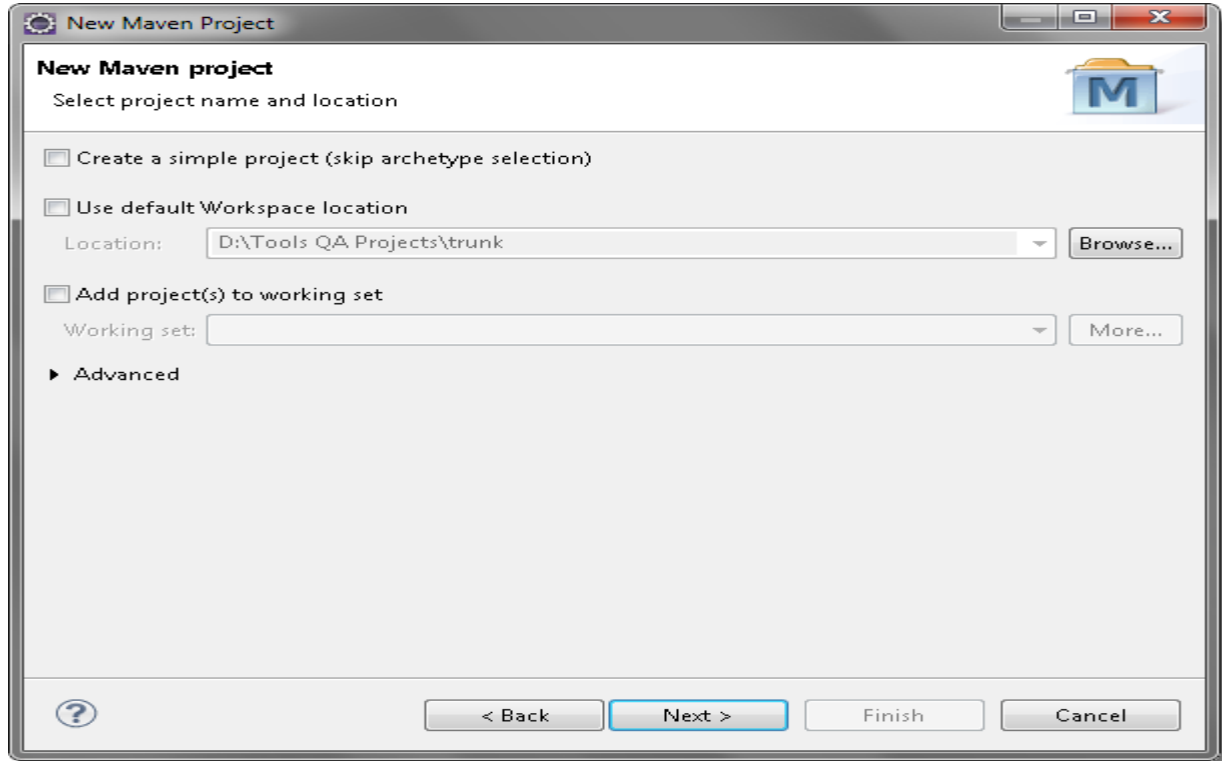 New Maven Project
New Maven project
Select project name and location
M
Create a simple project (skip archetype selection)
Use default Workspace location
Location: D:\Tools QA Projects\trunk Browse...
Add project(s) to working set
Working set: More...
Advanced
? < Back Next > Finish Cancel